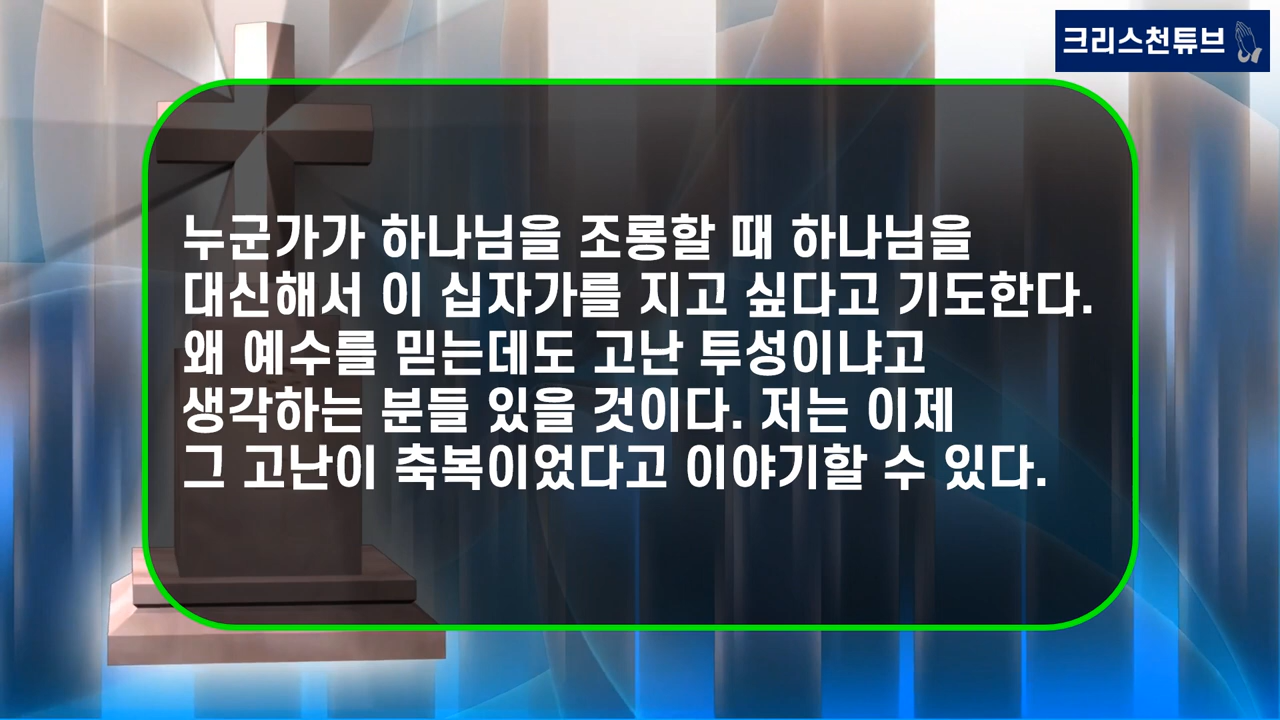 크리스천튜브
누군가가 하나님을 조롱할 때 하나님을
대신해서 이 십자가를 지고 싶다고 기도한다.
왜 예수를 믿는데도 고난 투성이냐고
생각하는 분들 있을 것이다. 저는 이제
그 고난이 축복이었다고 이야기할 수 있다.